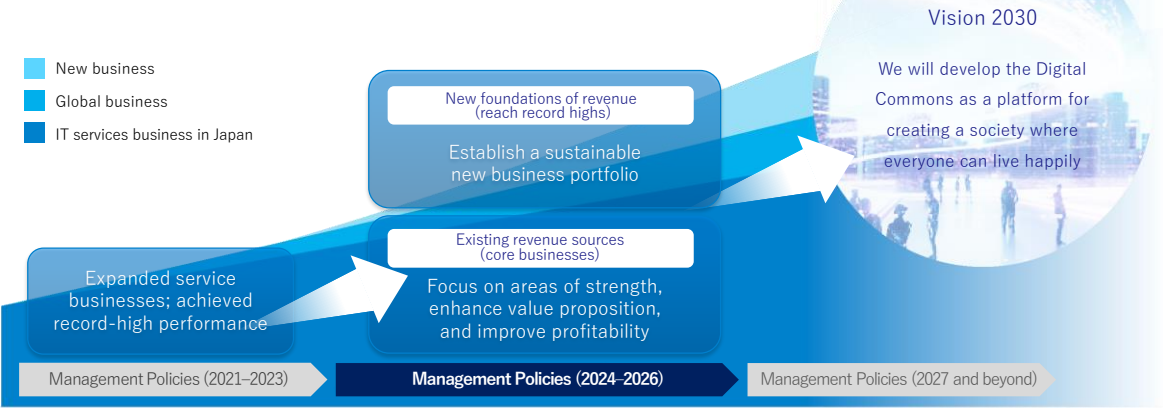 Vision 2030
We will develop the Digital
Commons as a platform for
creating a society where
everyone can live happily
New business
Global business
IT services business in Japan
New foundations of revenue
(reach record highs)
Establish a sustainable
new business portfolio
Existing revenue sources
(core businesses)
Focus on areas of strength,
enhance value proposition,
and improve profitability
Expanded service
businesses; achieved
record-high performance
Management Policies (2021–2023)
Management Policies (2024–2026)
Management Policies (2027 and beyond)